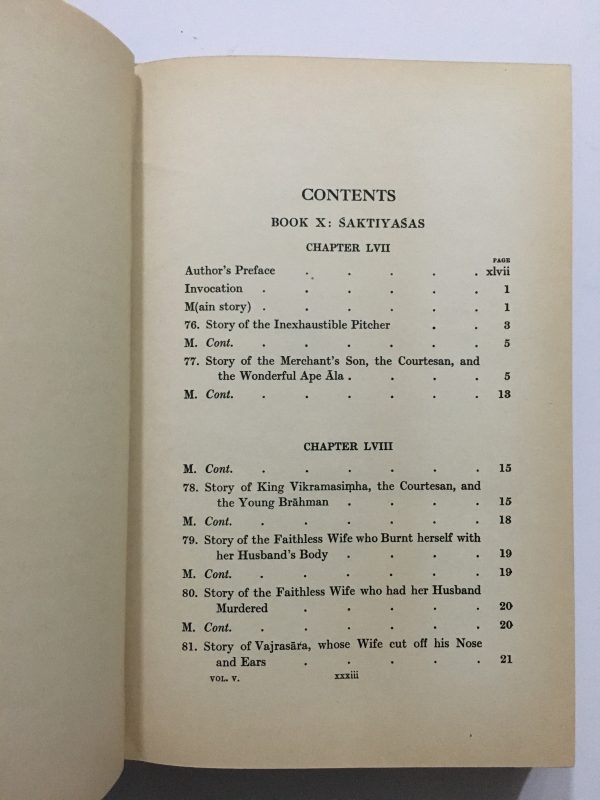 CONTENTS
BOOK X: ŚAKTIYAŚAS
CHAPTER LVII
PAGE
Author's Preface . . . . . xlvii
Invocation . . . . . . 1
M(ain story) . . . . . . 1
76. Story of the Inexhaustible Pitcher . . 3
M. Cont. . . . . . . 5
77. Story of the Merchant's Son, the Courtesan, and
the Wonderful Ape Āla . . . . 5
M. Cont. . . . . . . 13
CHAPTER LVIII
M. Cont. . . . . . . 15
78. Story of King Vikramasiṃha, the Courtesan, and
the Young Brāhman . . . . 15
M. Cont. . . . . . . 18
79. Story of the Faithless Wife who Burnt herself with
her Husband's Body . . . . 19
M. Cont. . . . . . . 19
80. Story of the Faithless Wife who had her Husband
Murdered . . . . . 20
M. Cont. . . . . . . 20
81. Story of Vajrasāra, whose Wife cut off his Nose
and Ears . . . . . 21
VOL. V. xxxiii